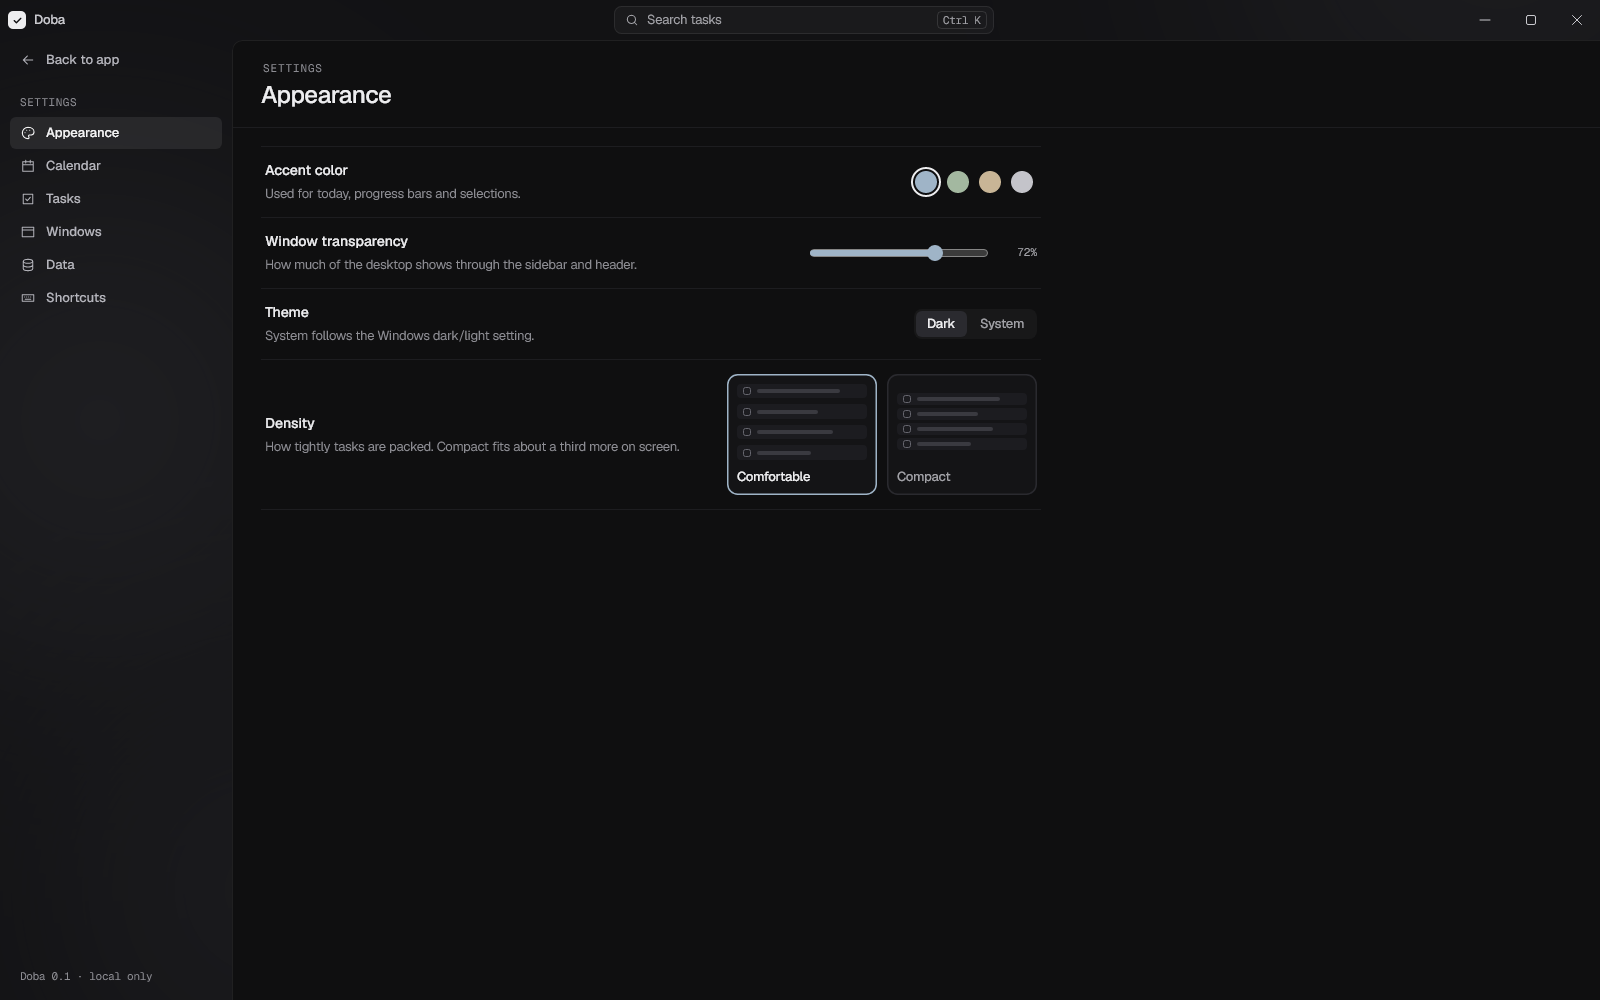 Doba
Search tasks
Ctrl K
Back to app
SETTINGS
Appearance
Calendar
Tasks
Windows
Data
Shortcuts
Doba 0.1 · local only
SETTINGS
Appearance
Accent color
Used for today, progress bars and selections.
Window transparency
How much of the desktop shows through the sidebar and header.
72%
Theme
System follows the Windows dark/light setting.
Dark
System
Density
How tightly tasks are packed. Compact fits about a third more on screen.
Comfortable
Compact